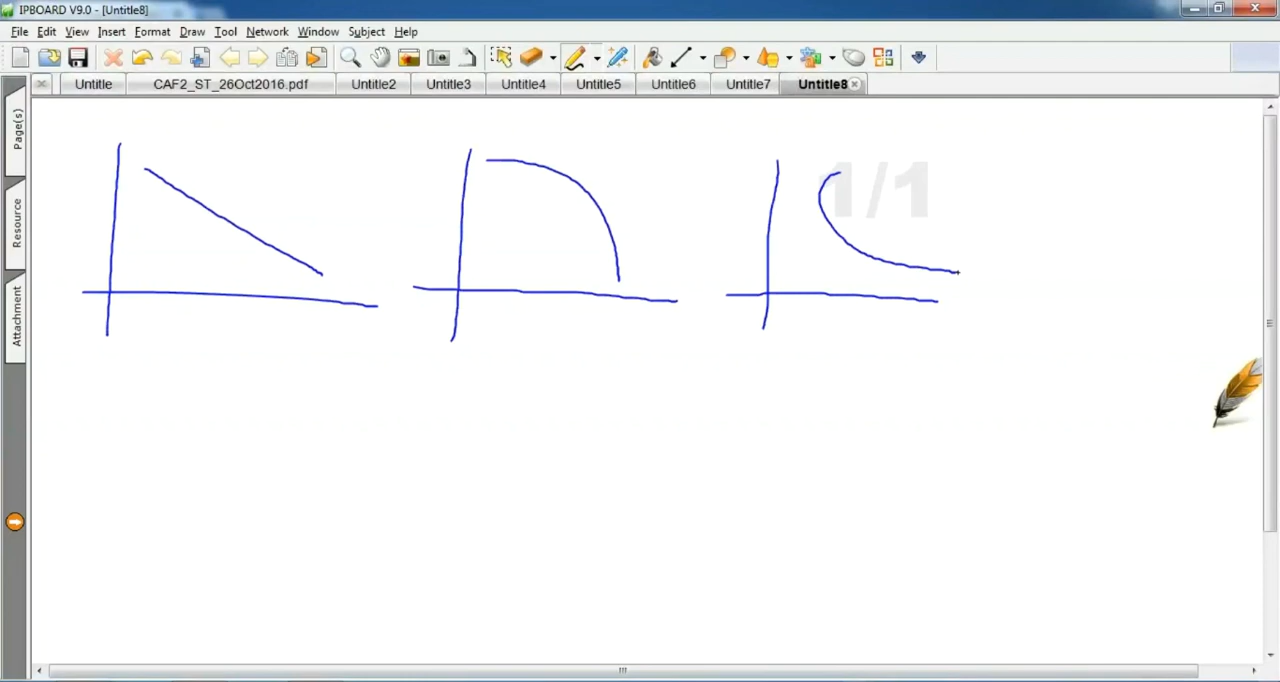 IPBOARD V9.0 - [Untitle8]
File Edit View Insert Format Draw Tool Network Window Subject Help
Untitle CAF2_ST_26Oct2016.pdf Untitle2 Untitle3 Untitle4 Untitle5 Untitle6 Untitle7 Untitle8
Page(s)
Resource
Attachment
1/1